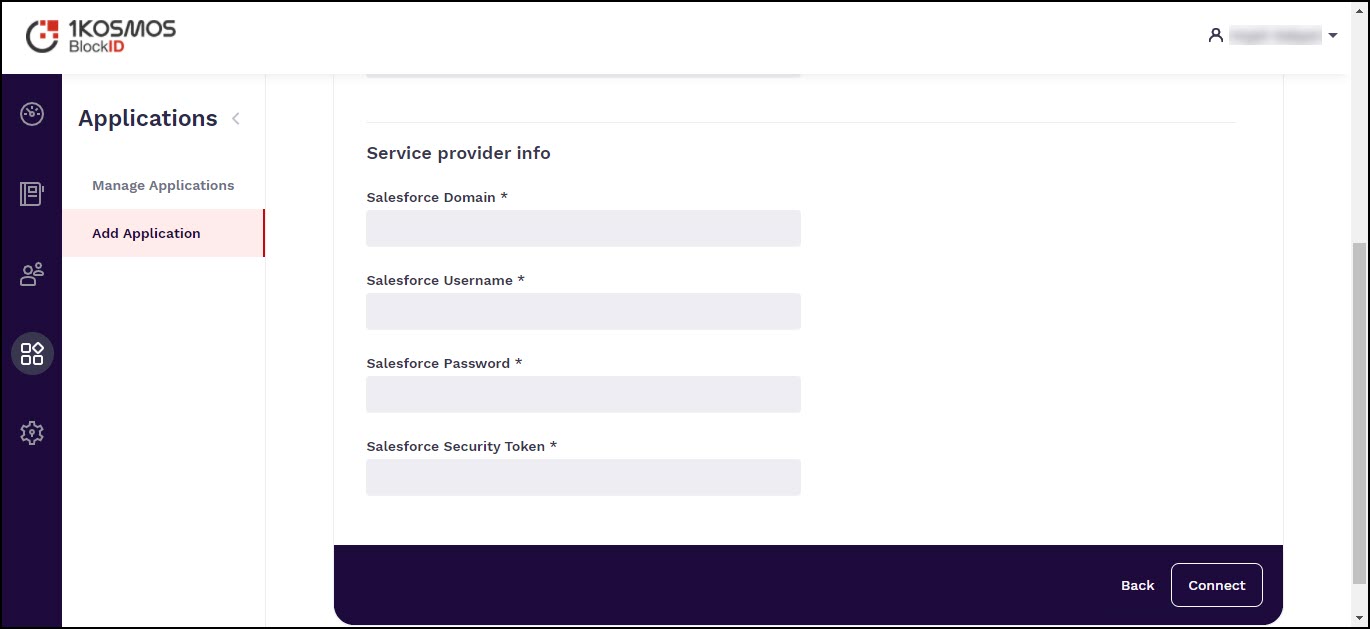 1KOSMOS
BlockID
Applications
Manage Applications
Add Application
Service provider info
Salesforce Domain *
Salesforce Username *
Salesforce Password *
Salesforce Security Token *
Back
Connect